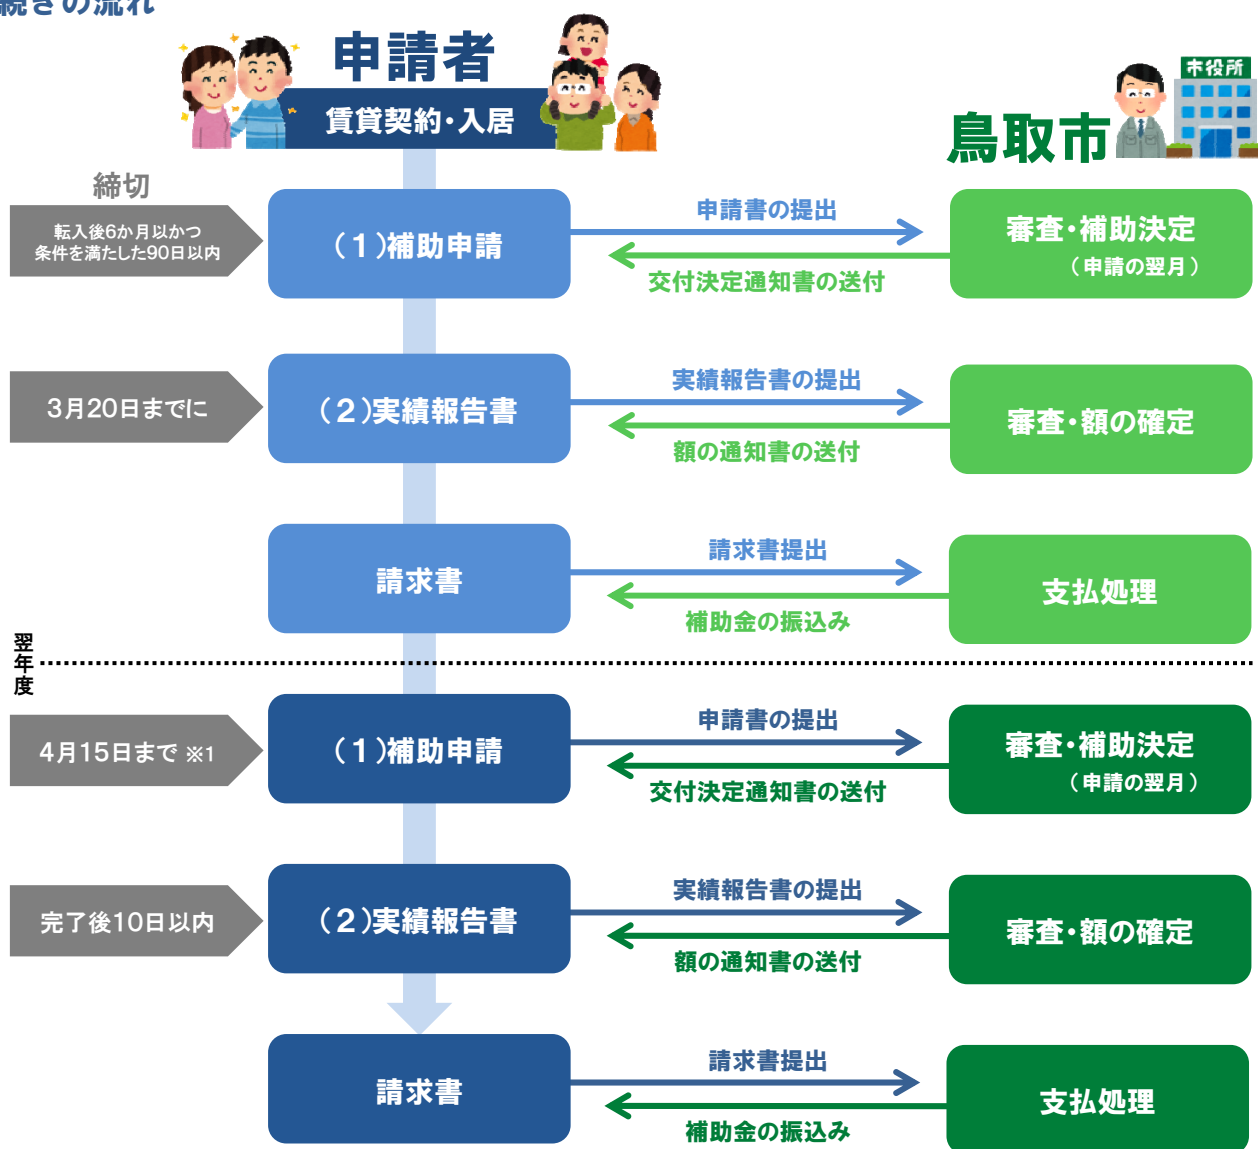 続きの流れ
申請者
賃貸契約・入居
市役所
鳥取市
締切
転入後6か月以かつ
条件を満たした90日以内
（1）補助申請
申請書の提出
交付決定通知書の送付
審査・補助決定
（申請の翌月）
3月20日までに
（2）実績報告書
実績報告書の提出
額の通知書の送付
審査・額の確定
請求書
請求書提出
補助金の振込み
支払処理
翌年度
4月15日まで ※1
（1）補助申請
申請書の提出
交付決定通知書の送付
審査・補助決定
（申請の翌月）
完了後10日以内
（2）実績報告書
実績報告書の提出
額の通知書の送付
審査・額の確定
請求書
請求書提出
補助金の振込み
支払処理